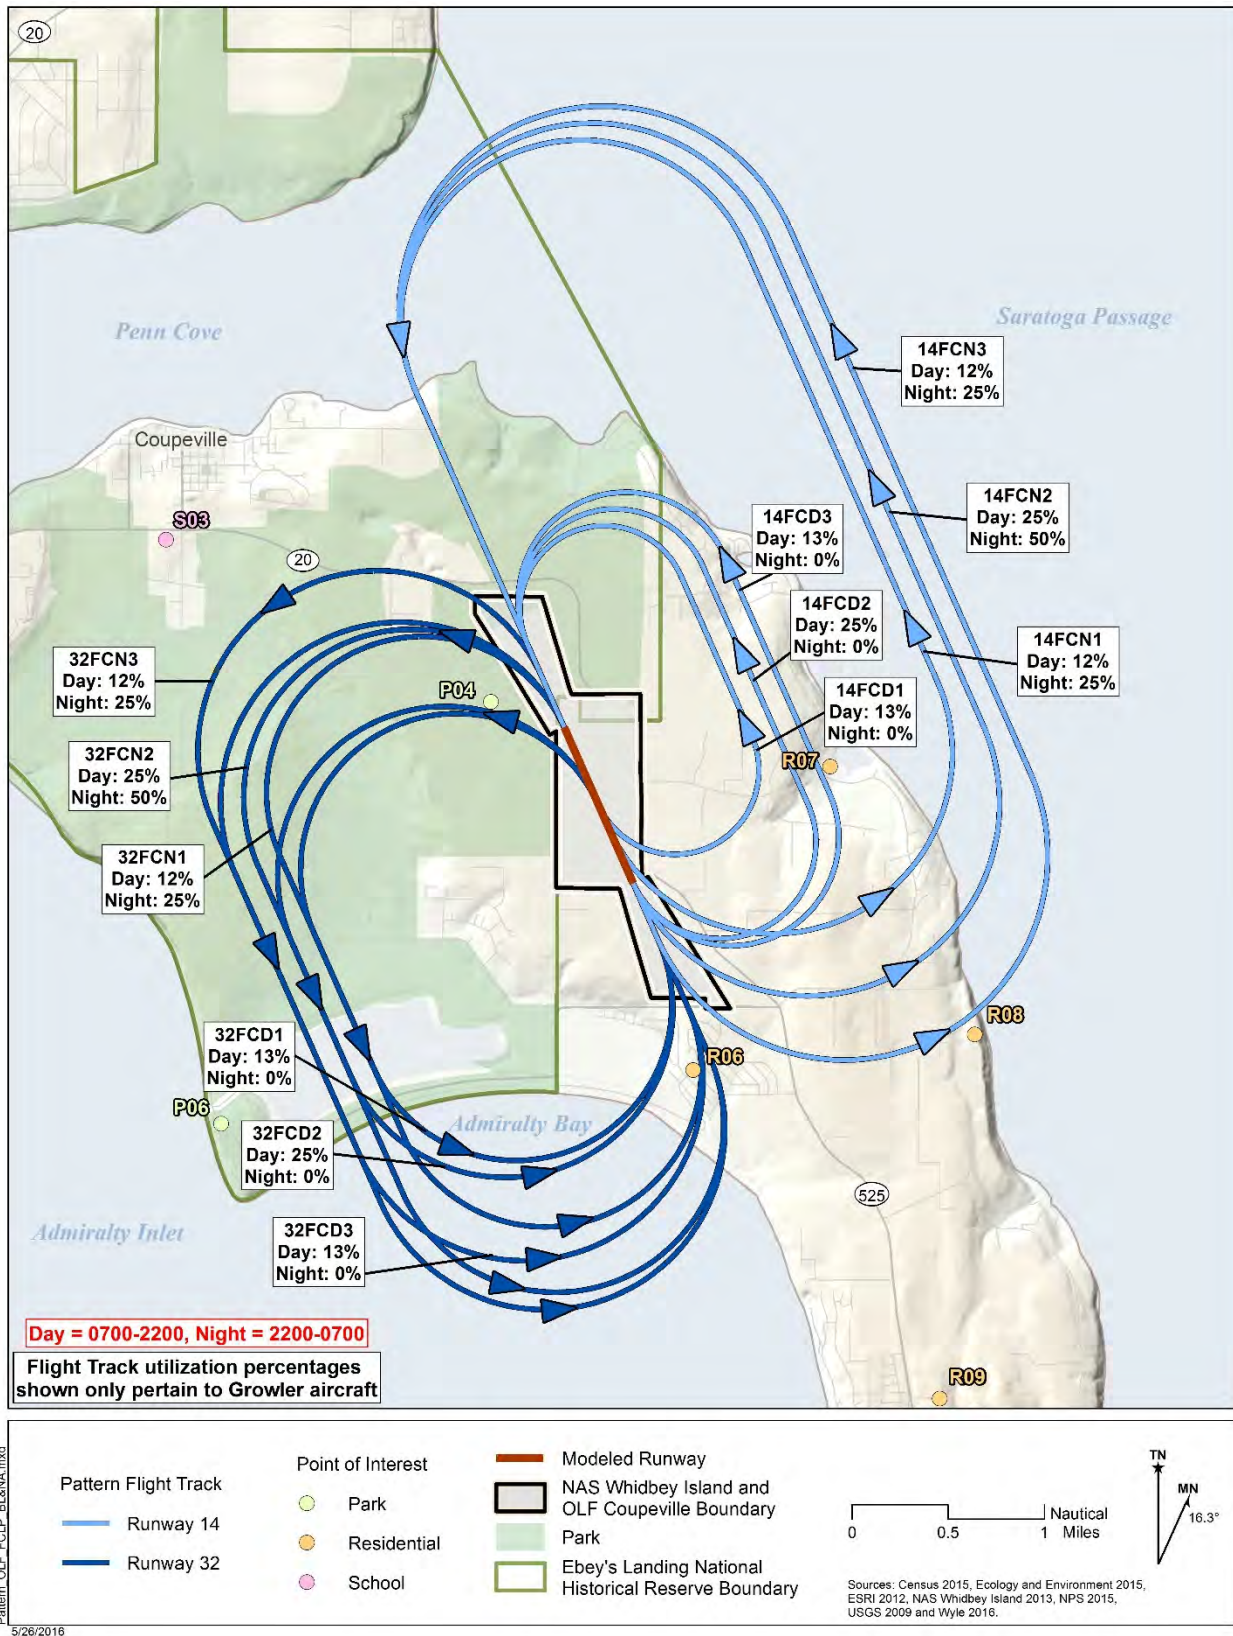 20
Penn Cove
Saratoga Passage
14FCN3
Day: 12%
Night: 25%
Coupeville
S03
14FCN2
Day: 25%
Night: 50%
14FCD3
Day: 13%
Night: 0%
20
14FCD2
Day: 25%
Night: 0%
14FCN1
Day: 12%
Night: 25%
32FCN3
Day: 12%
Night: 25%
P04
14FCD1
Day: 13%
Night: 0%
32FCN2
Day: 25%
Night: 50%
R07
32FCN1
Day: 12%
Night: 25%
R08
32FCD1
Day: 13%
Night: 0%
R06
P06
Admiralty Bay
32FCD2
Day: 25%
Night: 0%
525
Admiralty Inlet
32FCD3
Day: 13%
Night: 0%
Day = 0700-2200, Night = 2200-0700
Flight Track utilization percentages
shown only pertain to Growler aircraft
R09
Pattern Flight Track
Runway 14
Runway 32
Point of Interest
Park
Residential
School
Modeled Runway
NAS Whidbey Island and
OLF Coupeville Boundary
Park
Ebey's Landing National
Historical Reserve Boundary
0 0.5 1 Nautical
Miles
TN
MN
16.3°
Sources: Census 2015, Ecology and Environment 2015,
ESRI 2012, NAS Whidbey Island 2013, NPS 2015,
USGS 2009 and Wyle 2016.
5/26/2016